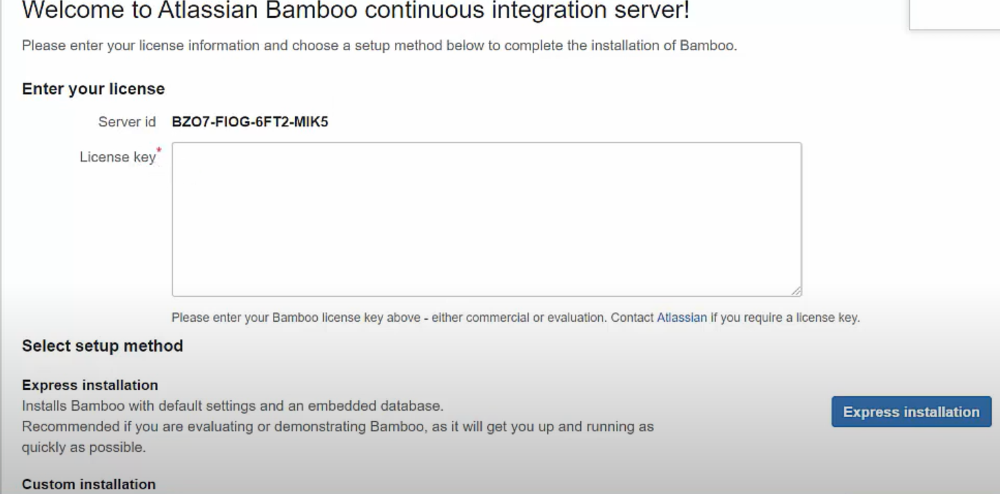 Welcome to Atlassian Bamboo continuous integration server!
Please enter your license information and choose a setup method below to complete the installation of Bamboo.
Enter your license
Server id BZO7-FIOG-6FT2-MIK5
License key*
Please enter your Bamboo license key above - either commercial or evaluation. Contact Atlassian if you require a license key.
Select setup method
Express installation
Installs Bamboo with default settings and an embedded database.
Recommended if you are evaluating or demonstrating Bamboo, as it will get you up and running as
quickly as possible.
Express installation
Custom installation